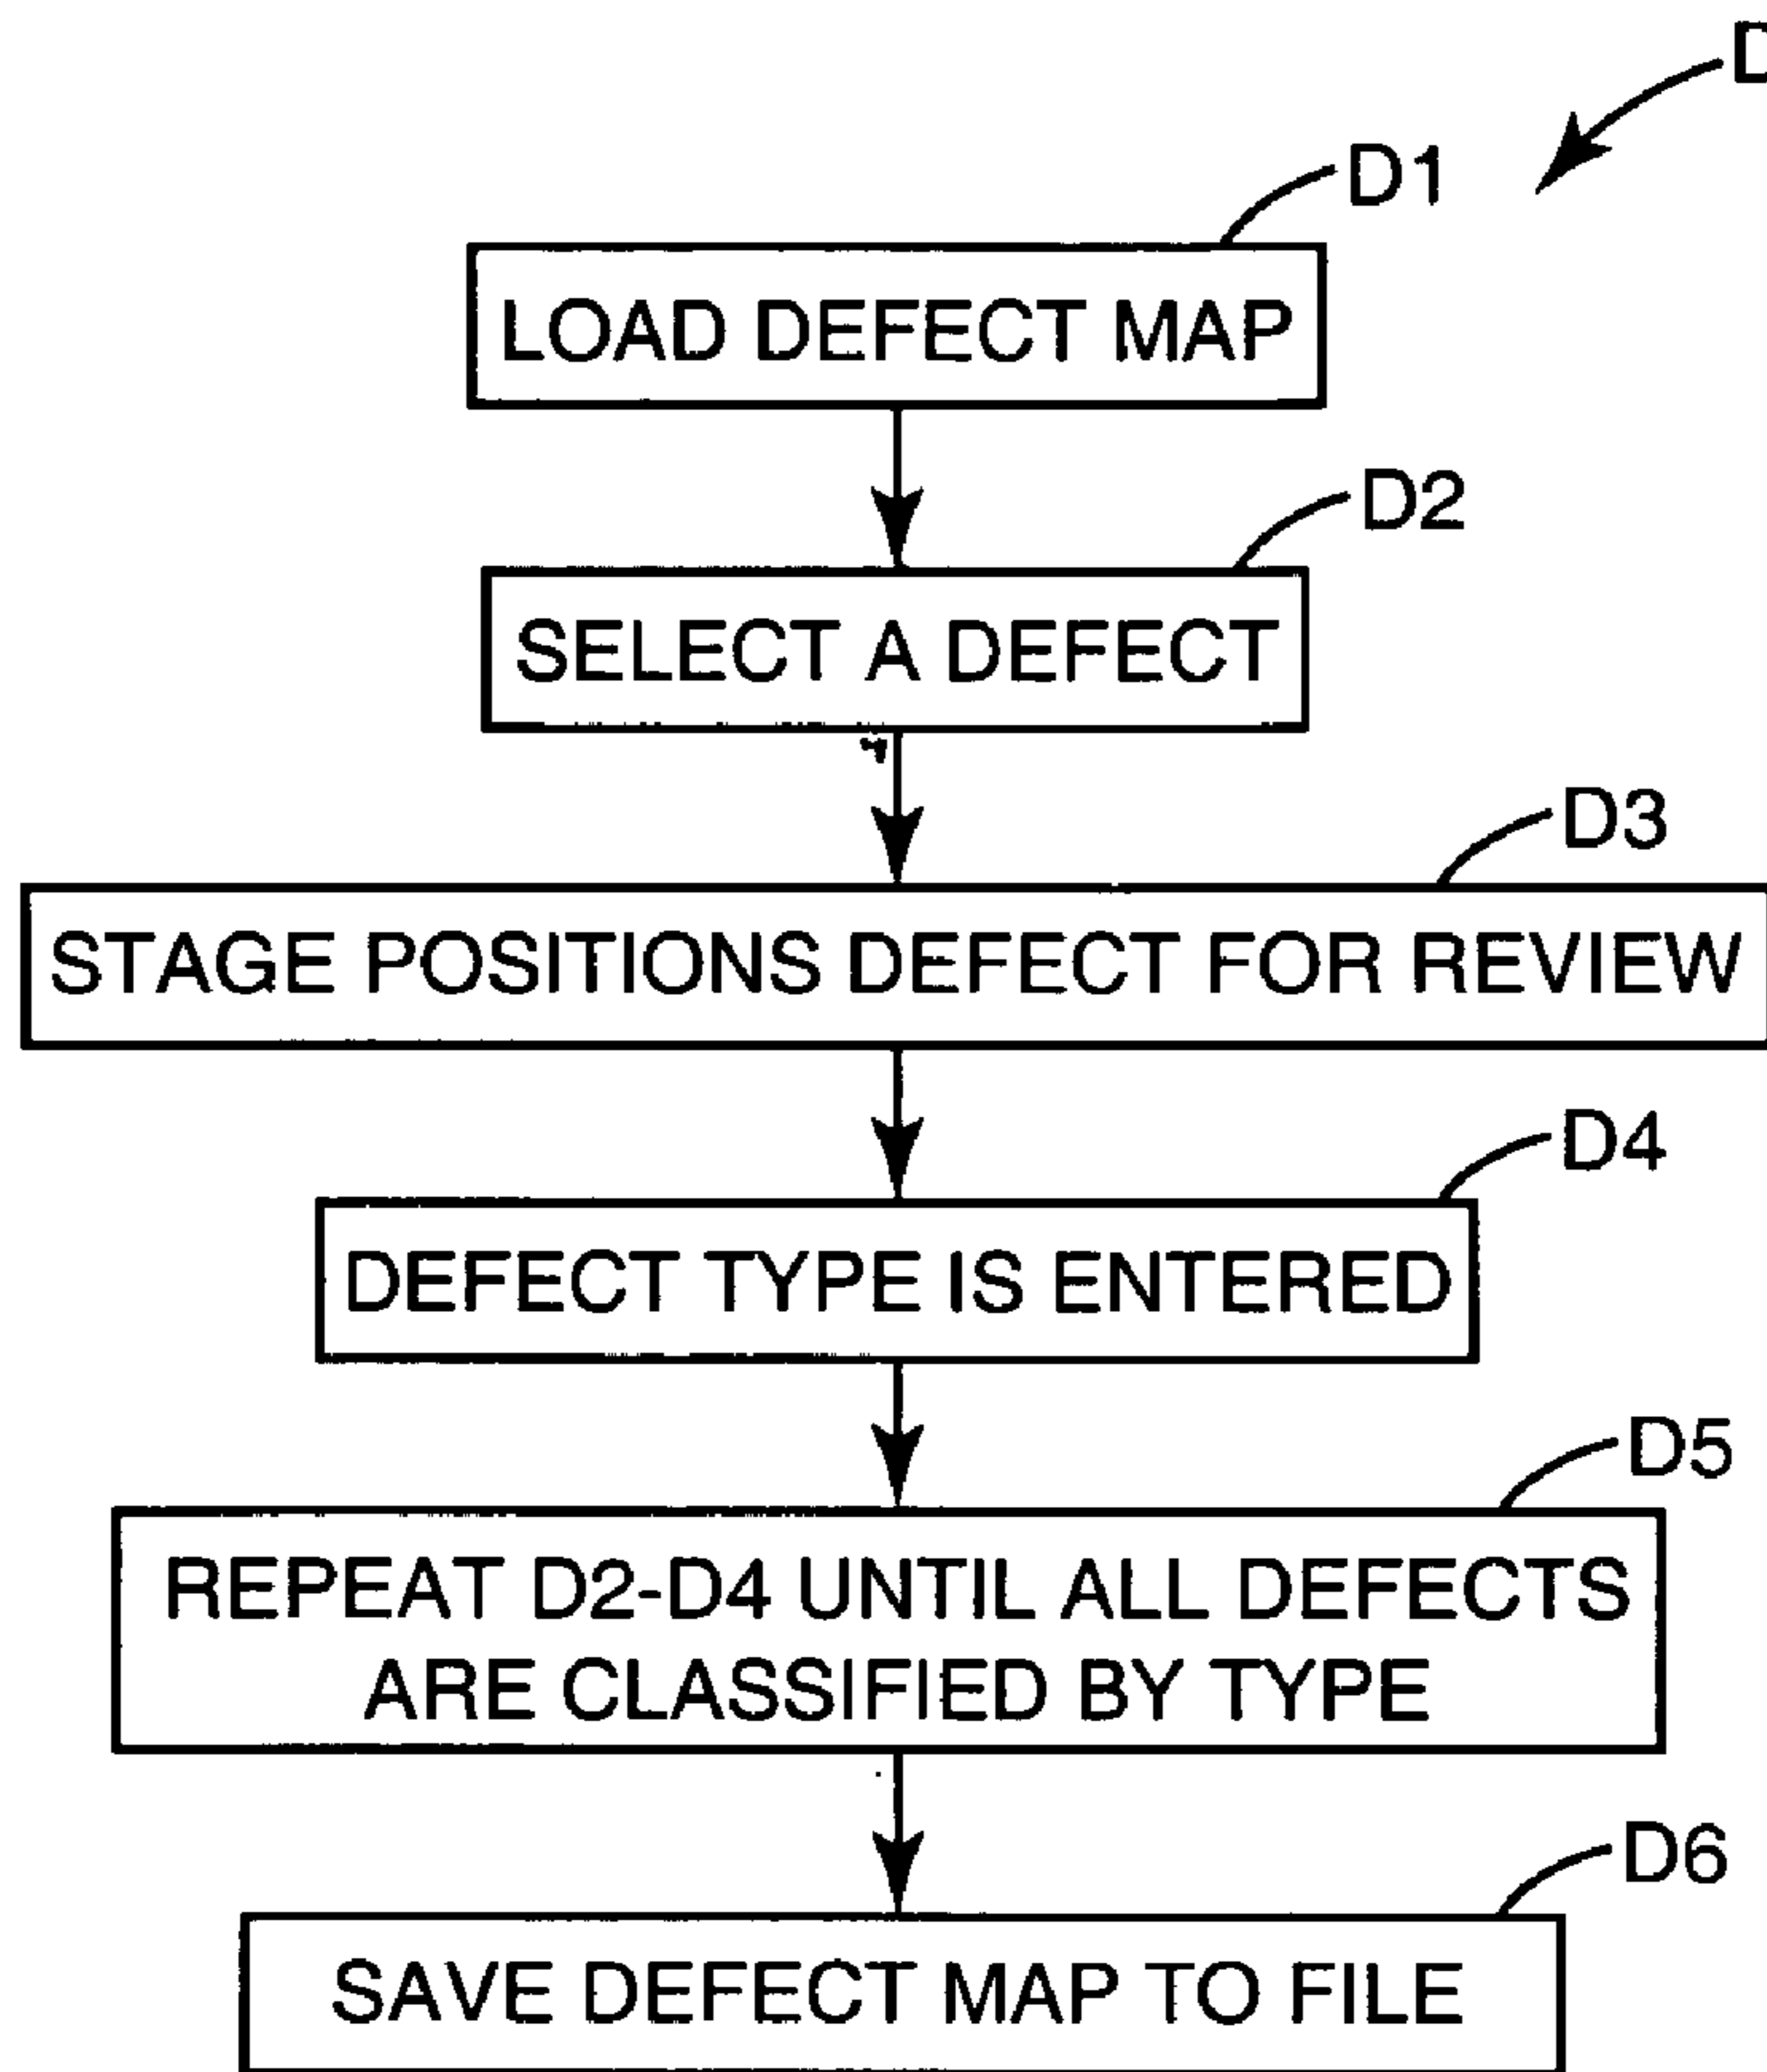 D
D1
LOAD DEFECT MAP
D2
SELECT A DEFECT
D3
STAGE POSITIONS DEFECT FOR REVIEW
D4
DEFECT TYPE IS ENTERED
D5
REPEAT D2-D4 UNTIL ALL DEFECTS
ARE CLASSIFIED BY TYPE
D6
SAVE DEFECT MAP TO FILE